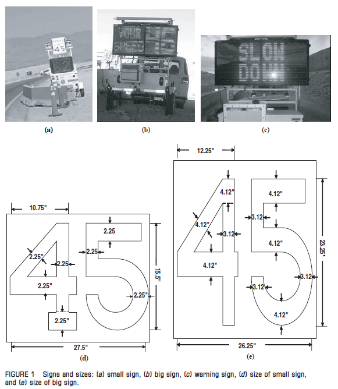 YOUR
SLOW
DOWN
(a) (b) (c)
12.25"
10.75"
4.12" 4.12"
4.12" 3.12" 3.12"
4.12"
4.12"
3.12" 3.12"
4.12"
26.25"
(e)
2.25
2.25" 2.25" 2.25
15.5"
2.25" 2.25"
2.25"
27.5"
(d)
45
45
FIGURE 1 Signs and sizes: (a) small sign, (b) big sign, (c) warning sign, (d) size of small sign,
and (e) size of big sign.